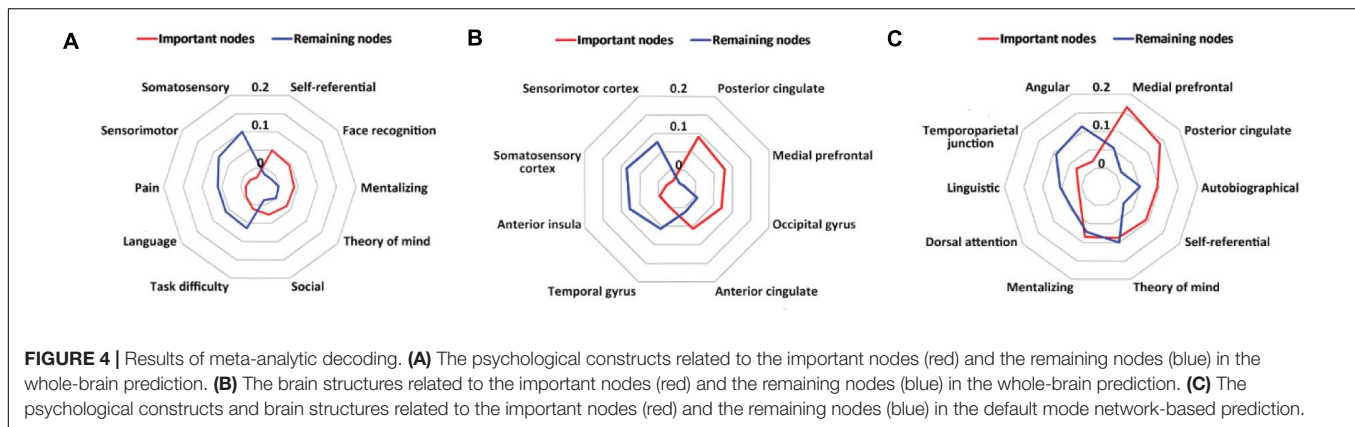 A
Important nodes Remaining nodes
Somatosensory
0.2
Self-referential
Sensorimotor
0.1
Face recognition
0
Pain
Mentalizing
Language
Theory of mind
Task difficulty
Social
B
Important nodes Remaining nodes
Sensorimotor cortex
0.2
Posterior cingulate
0.1
Somatosensory
cortex
0
Medial prefrontal
Anterior insula
Occipital gyrus
Temporal gyrus
Anterior cingulate
C
Important nodes Remaining nodes
Angular
0.2
Medial prefrontal
Temporoparietal
junction
0.1
Posterior cingulate
0
Linguistic
Autobiographical
Dorsal attention
Self-referential
Mentalizing
Theory of mind
FIGURE 4 | Results of meta-analytic decoding. (A) The psychological constructs related to the important nodes (red) and the remaining nodes (blue) in the
whole-brain prediction. (B) The brain structures related to the important nodes (red) and the remaining nodes (blue) in the whole-brain prediction. (C) The
psychological constructs and brain structures related to the important nodes (red) and the remaining nodes (blue) in the default mode network-based prediction.